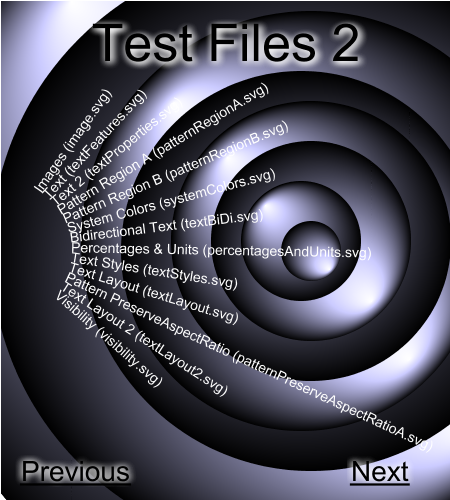 Test Files 2
Images (image.svg)
Text (textFeatures.svg)
Text 2 (textProperties.svg)
Pattern Region A (patternRegionA.svg)
Pattern Region B (patternRegionB.svg)
System Colors (systemColors.svg)
Bidirectional Text (textBiDi.svg)
Percentages & Units (percentagesAndUnits.svg)
Text Styles (textStyles.svg)
Text Layout (textLayout.svg)
Pattern PreserveAspectRatio (patternPreserveAspectRatioA.svg)
Text Layout 2 (textLayout2.svg)
Visibility (visibility.svg)
Previous
Next